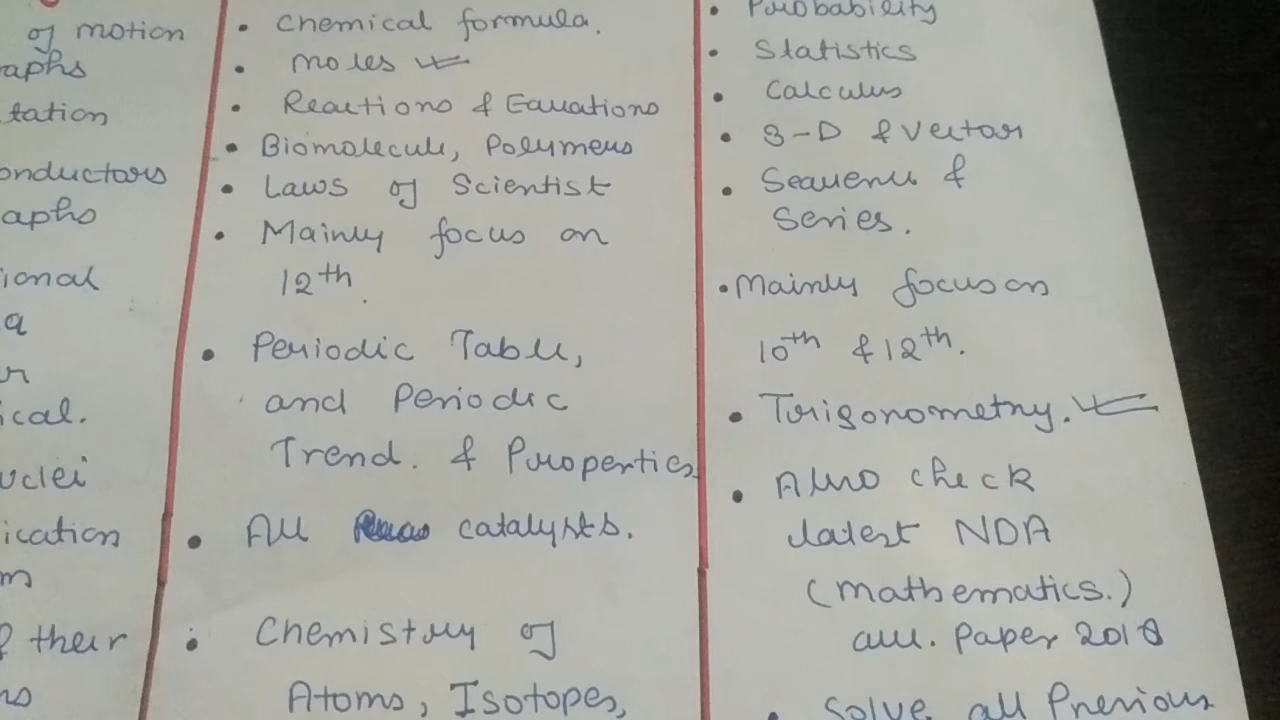 of motion
aphs
tation
onductors
aphs
ional
a
r
ical.
uclei
ication
m
f their
ns
• Chemical formula.
• moles
• Reactions & Equations
• Biomolecule, Polymers
• Laws of Scientist
• Mainly focus on
12th.
• Periodic Table,
and Periodic
Trend. & Properties
• All catalysts.
• Chemistry of
Atoms, Isotopes,
• Probability
• Statistics
• Calculus
• 3-D & Vector
• Sequence &
Series.
• Mainly focus on
10th & 12th.
• Trigonometry.
• Also check
latest NDA
(mathematics.)
all. Paper 2018
• Solve all Previous